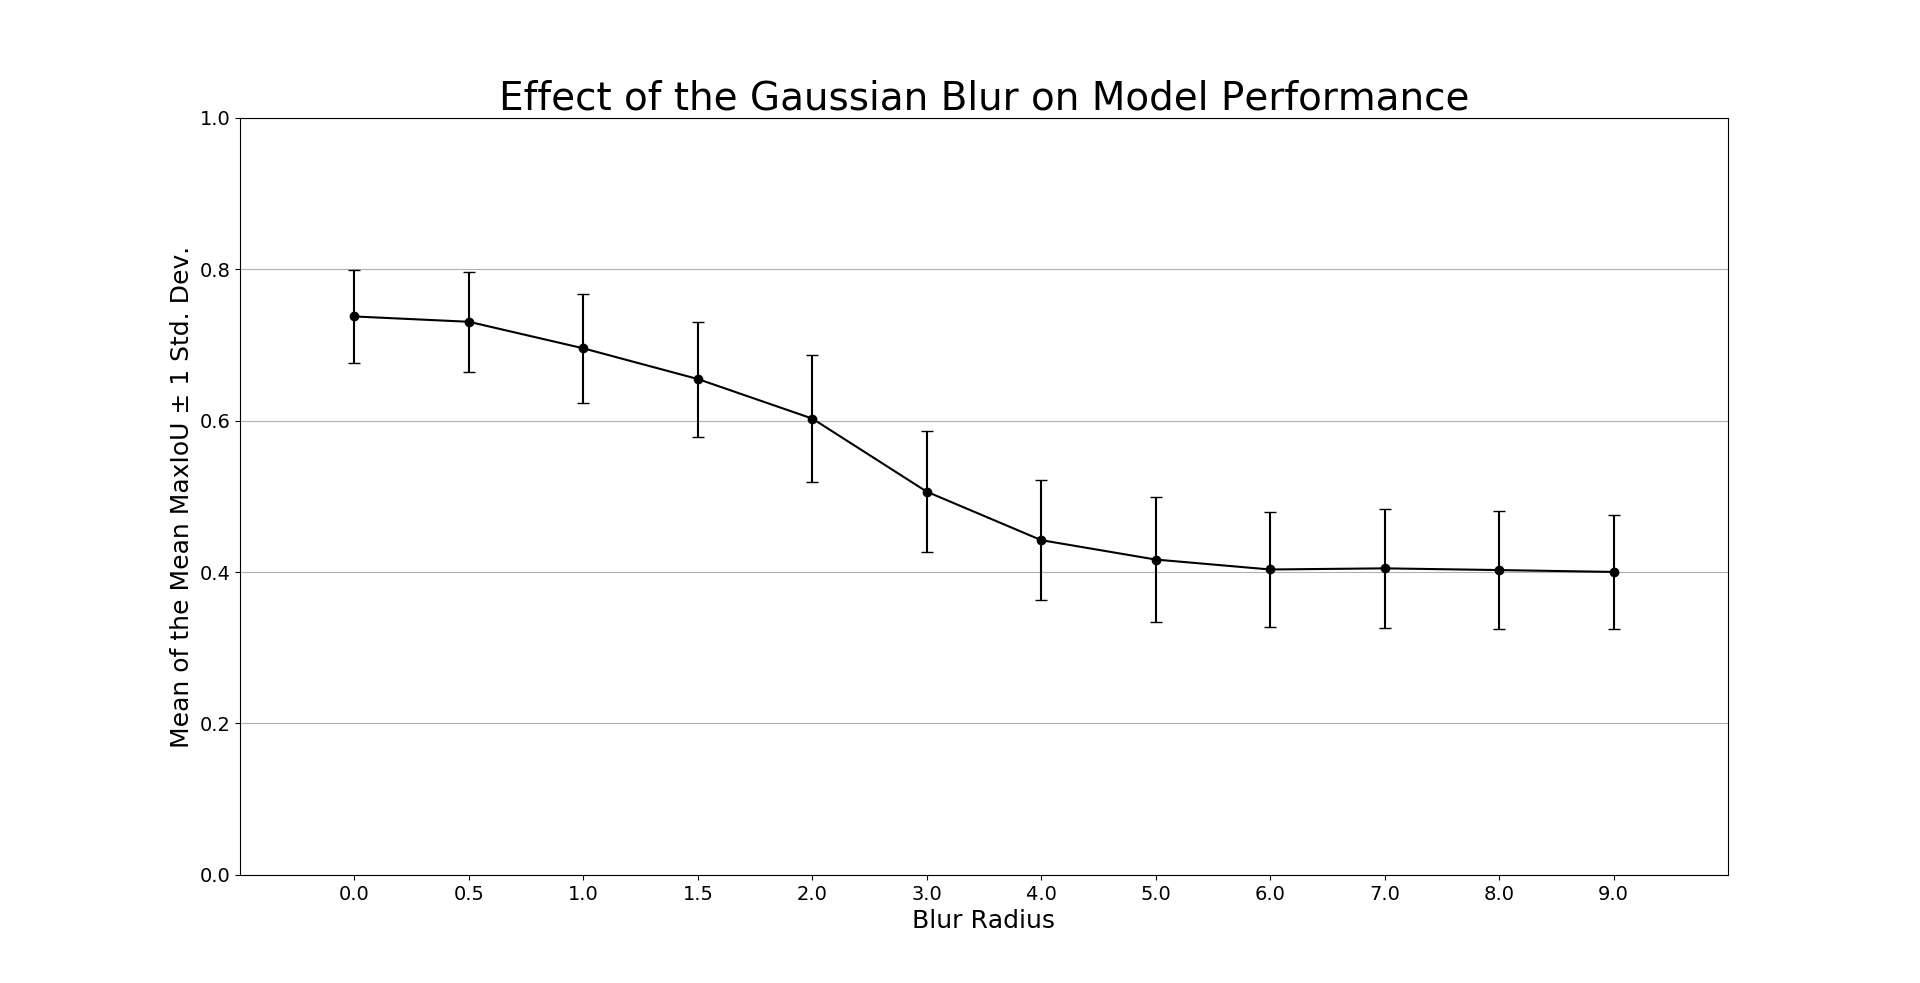 Effect of the Gaussian Blur on Model Performance
Mean of the Mean MaxIoU ± 1 Std. Dev.
1.0
0.8
0.6
0.4
0.2
0.0
0.0 0.5 1.0 1.5 2.0 3.0 4.0 5.0 6.0 7.0 8.0 9.0
Blur Radius